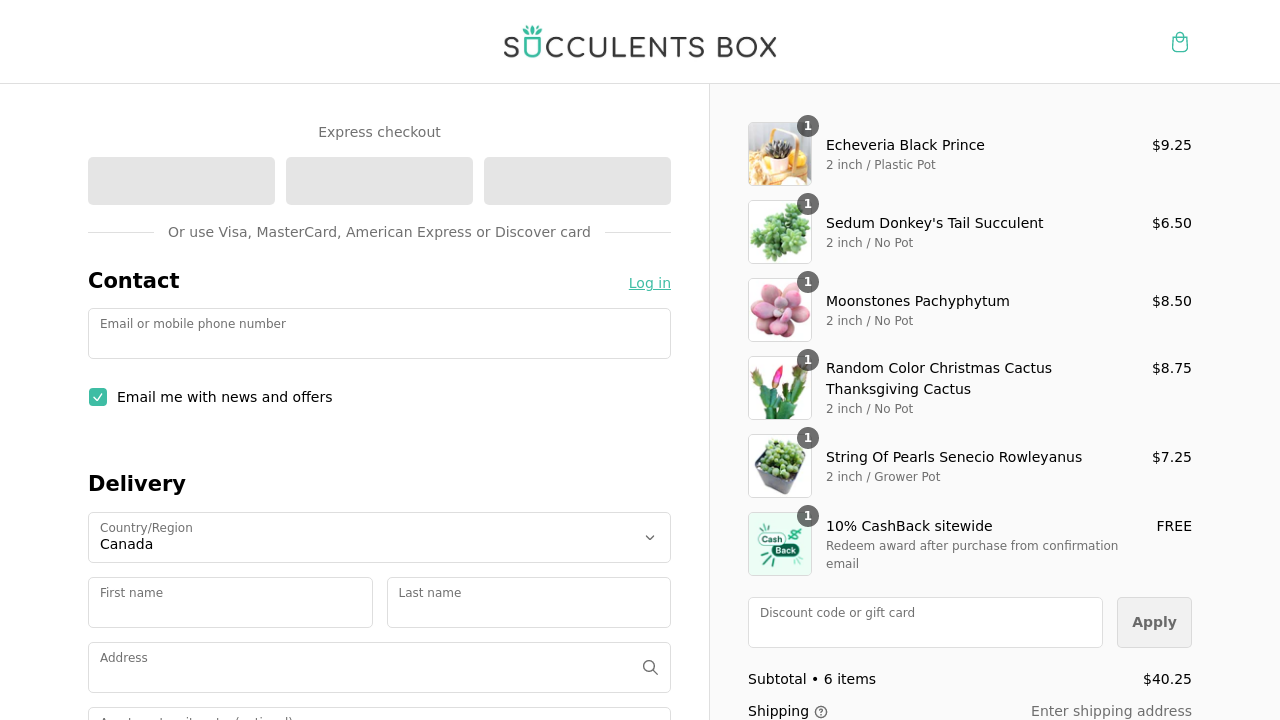 SUCCULENTS BOX
Express checkout
Or use Visa, MasterCard, American Express or Discover card
Contact
Log in
Email or mobile phone number
Email me with news and offers
Delivery
Country/Region
Canada
First name
Last name
Address
1
Echeveria Black Prince
$9.25
2 inch / Plastic Pot
1
Sedum Donkey's Tail Succulent
$6.50
2 inch / No Pot
1
Moonstones Pachyphytum
$8.50
2 inch / No Pot
1
Random Color Christmas Cactus
$8.75
Thanksgiving Cactus
2 inch / No Pot
1
String Of Pearls Senecio Rowleyanus
$7.25
2 inch / Grower Pot
1
Cash
Back
10% CashBack sitewide
FREE
Redeem award after purchase from confirmation
email
Discount code or gift card
Apply
Subtotal • 6 items
$40.25
Shipping
Enter shipping address